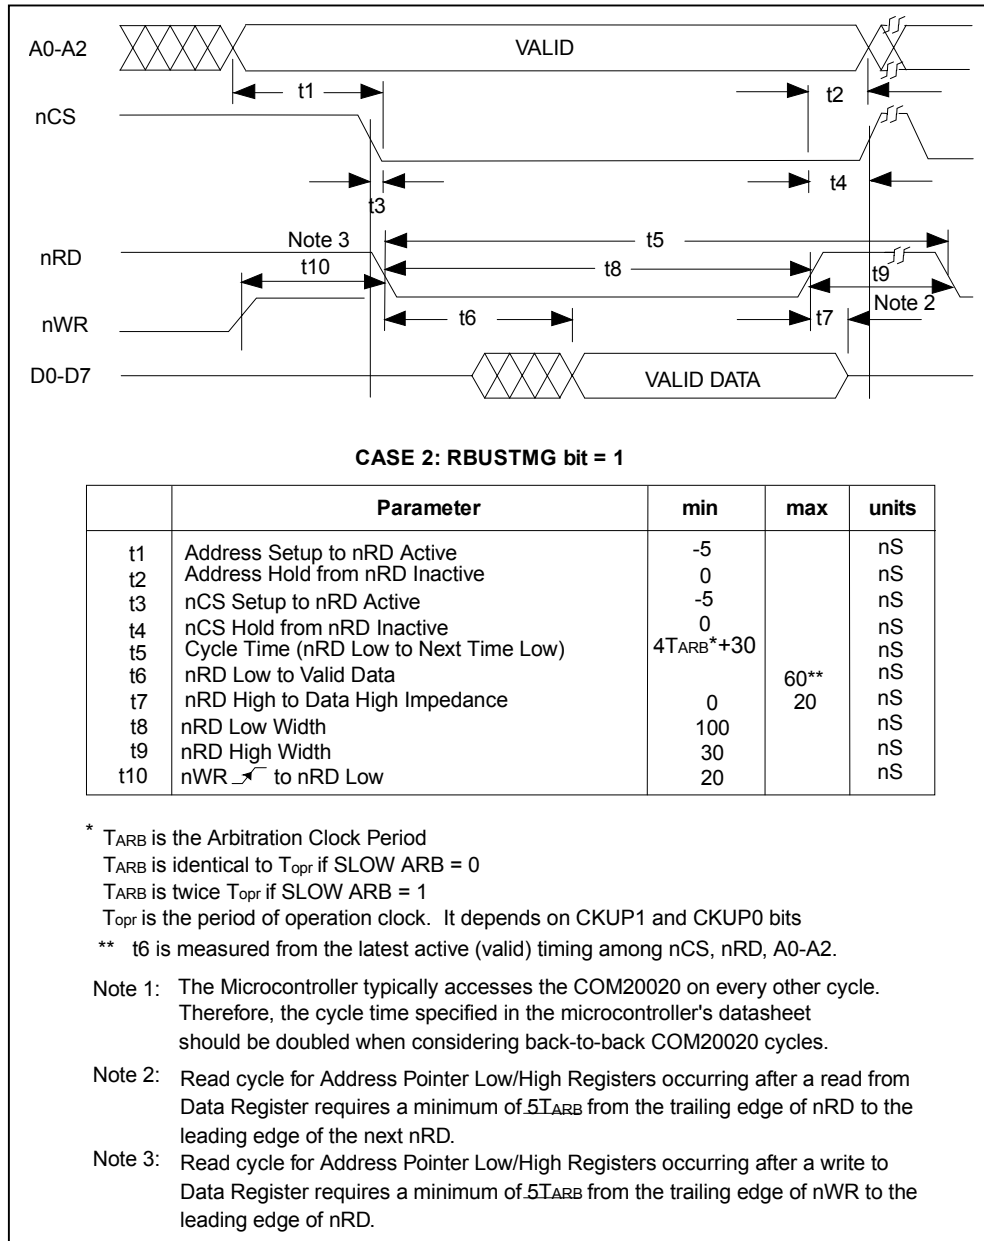 A0-A2 VALID
t1 t2
nCS
t3 t4
nRD Note 3 t5
t10 t8 t9
nWR t6 t7 Note 2
D0-D7 VALID DATA
CASE 2: RBUSTMG bit = 1
Parameter min max units
t1 Address Setup to nRD Active -5 nS
t2 Address Hold from nRD Inactive 0 nS
t3 nCS Setup to nRD Active -5 nS
t4 nCS Hold from nRD Inactive 0 nS
t5 Cycle Time (nRD Low to Next Time Low) 4TARB*+30 nS
t6 nRD Low to Valid Data 60** nS
t7 nRD High to Data High Impedance 0 20 nS
t8 nRD Low Width 100 nS
t9 nRD High Width 30 nS
t10 nWR to nRD Low 20 nS
* TARB is the Arbitration Clock Period
TARB is identical to Topr if SLOW ARB = 0
TARB is twice Topr if SLOW ARB = 1
Topr is the period of operation clock. It depends on CKUP1 and CKUP0 bits
** t6 is measured from the latest active (valid) timing among nCS, nRD, A0-A2.
Note 1: The Microcontroller typically accesses the COM20020 on every other cycle.
Therefore, the cycle time specified in the microcontroller's datasheet
should be doubled when considering back-to-back COM20020 cycles.
Note 2: Read cycle for Address Pointer Low/High Registers occurring after a read from
Data Register requires a minimum of 5TARB from the trailing edge of nRD to the
leading edge of the next nRD.
Note 3: Read cycle for Address Pointer Low/High Registers occurring after a write to
Data Register requires a minimum of 5TARB from the trailing edge of nWR to the
leading edge of nRD.